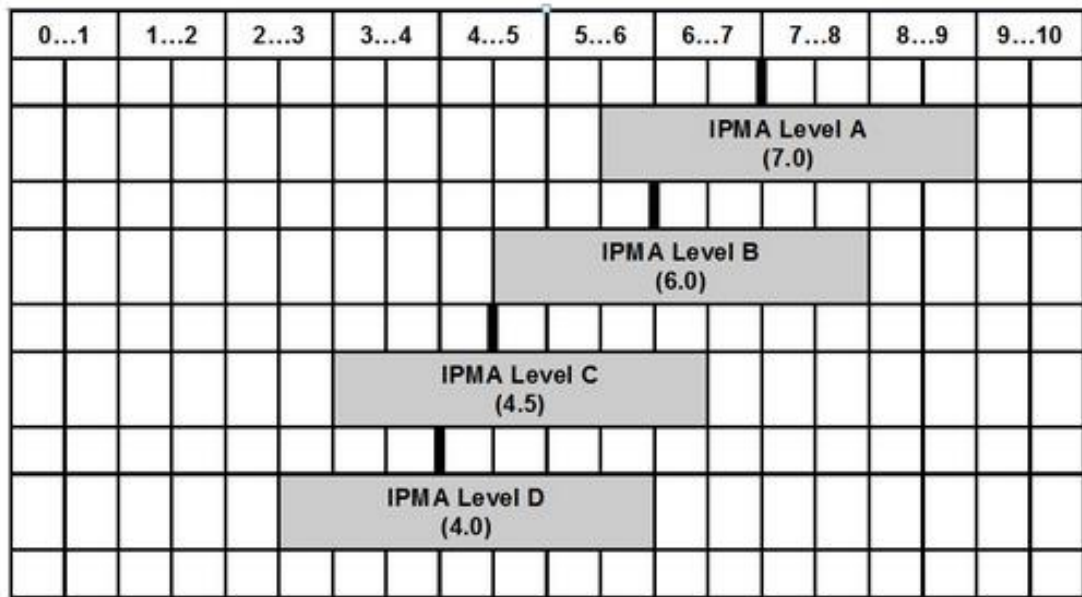 0...1 1...2 2...3 3...4 4...5 5...6 6...7 7...8 8...9 9...10
IPMA Level A
(7.0)
IPMA Level B
(6.0)
IPMA Level C
(4.5)
IPMA Level D
(4.0)